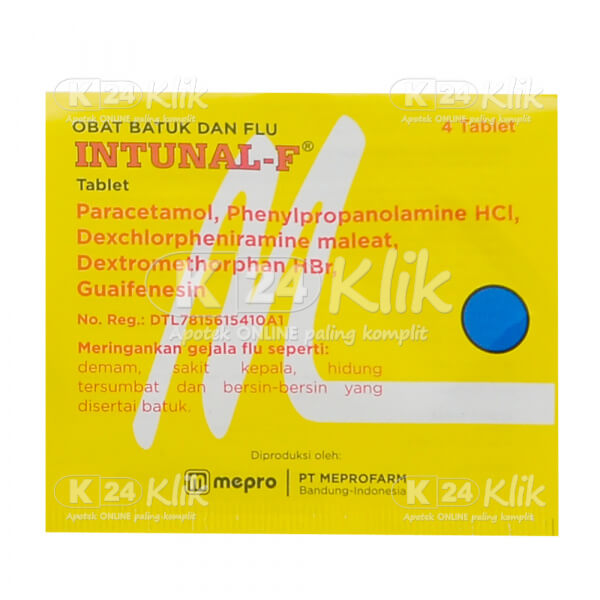 K24Klik
Apotek ONLINE paling komplit
K24Klik
Apotek ONLINE paling komplit
OBAT BATUK DAN FLU
4 Tablet
INTUNAL-F®
Tablet
Paracetamol, Phenylpropanolamine HCl,
Dexchlorpheniramine maleat,
Dextromethorphan HBr,
Guaifenesin
K24Klik
Apotek ONLINE paling komplit
No. Reg.: DTL7815615410A1
Meringankan gejala flu seperti:
demam, sakit kepala, hidung
tersumbat dan bersin-bersin yang
disertai batuk.
Diproduksi oleh:
mepro | PT MEPROFARM
Bandung-Indonesia
K24Klik
Apotek ONLINE paling komplit
K24Klik
Apotek ONLINE paling komplit